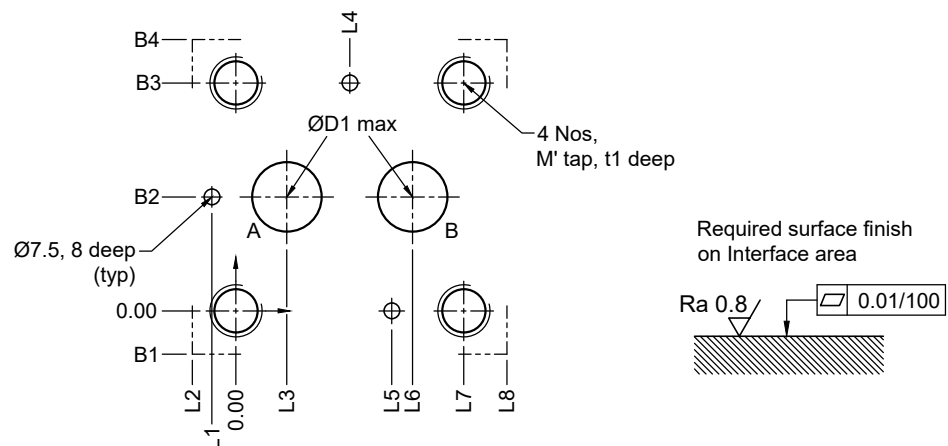 B4
B3
L4
ØD1 max
4 Nos,
M' tap, t1 deep
B2
A
B
Ø7.5, 8 deep
(typ)
Required surface finish
on Interface area
0.00
Ra 0.8
0.01/100
B1
L2
L1
0.00
L3
L5
L6
L7
L8